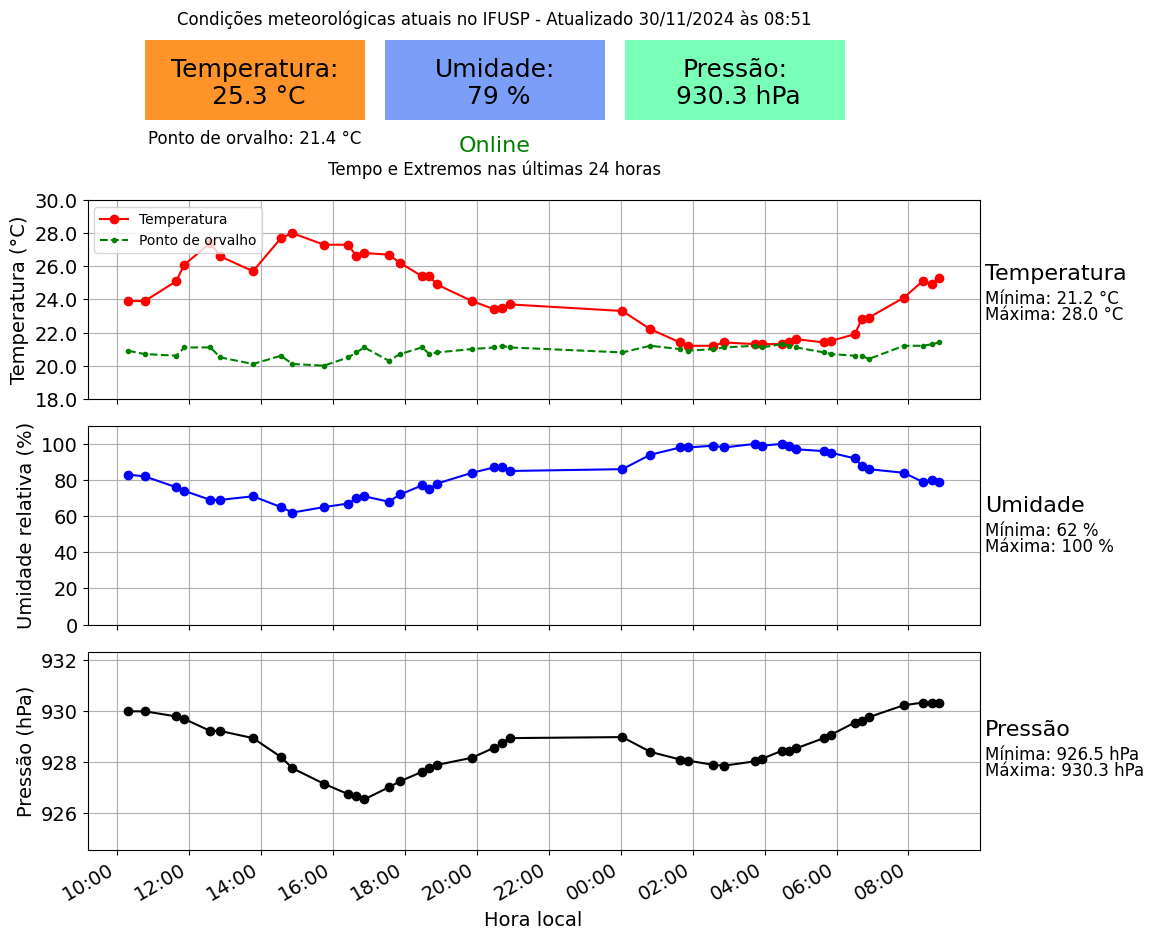 Condições meteorológicas atuais no IFUSP - Atualizado 30/11/2024 às 08:51
Temperatura:
25.3 °C
Umidade:
79 %
Pressão:
930.3 hPa
Ponto de orvalho: 21.4 °C
Online
Tempo e Extremos nas últimas 24 horas
Temperatura (°C)
30.0
28.0
26.0
24.0
22.0
20.0
18.0
Temperatura
Ponto de orvalho
Temperatura
Mínima: 21.2 °C
Máxima: 28.0 °C
Umidade relativa (%)
100
80
60
40
20
0
Umidade
Mínima: 62 %
Máxima: 100 %
Pressão (hPa)
932
930
928
926
Pressão
Mínima: 926.5 hPa
Máxima: 930.3 hPa
10:00 12:00 14:00 16:00 18:00 20:00 22:00 00:00 02:00 04:00 06:00 08:00
Hora local